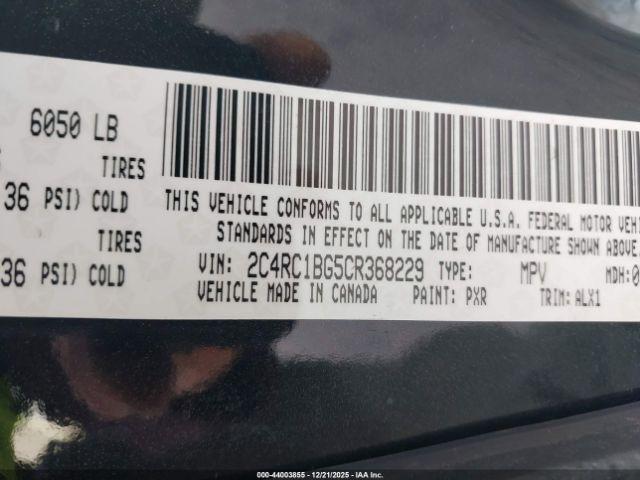 6050 LB
TIRES
36 PSI) COLD
THIS VEHICLE CONFORMS TO ALL APPLICABLE U.S.A. FEDERAL MOTOR
TIRES
STANDARDS IN EFFECT ON THE DATE OF MANUFACTURE SHOWN ABOVE.
36 PSI) COLD
VIN: 2C4RC1BG5CR368229 TYPE: MPV MDH:0
VEHICLE MADE IN CANADA PAINT: PXR TRIM: ALX1
000-44003855 - 12/21/2025 - IAA Inc.